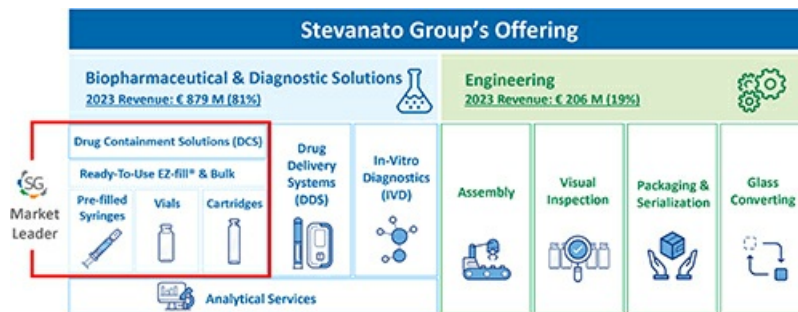 Stevanato Group's Offering
Biopharmaceutical & Diagnostic Solutions
2023 Revenue: € 879 M (81%)
Engineering
2023 Revenue: € 206 M (19%)
SG
Market
Leader
Drug Containment Solutions (DCS)
Ready-To-Use EZ-fill® & Bulk
Pre-filled
Syringes
Vials
Cartridges
Drug
Delivery
Systems
(DDS)
In-Vitro
Diagnostics
(IVD)
Analytical Services
Assembly
Visual
Inspection
Packaging &
Serialization
Glass
Converting